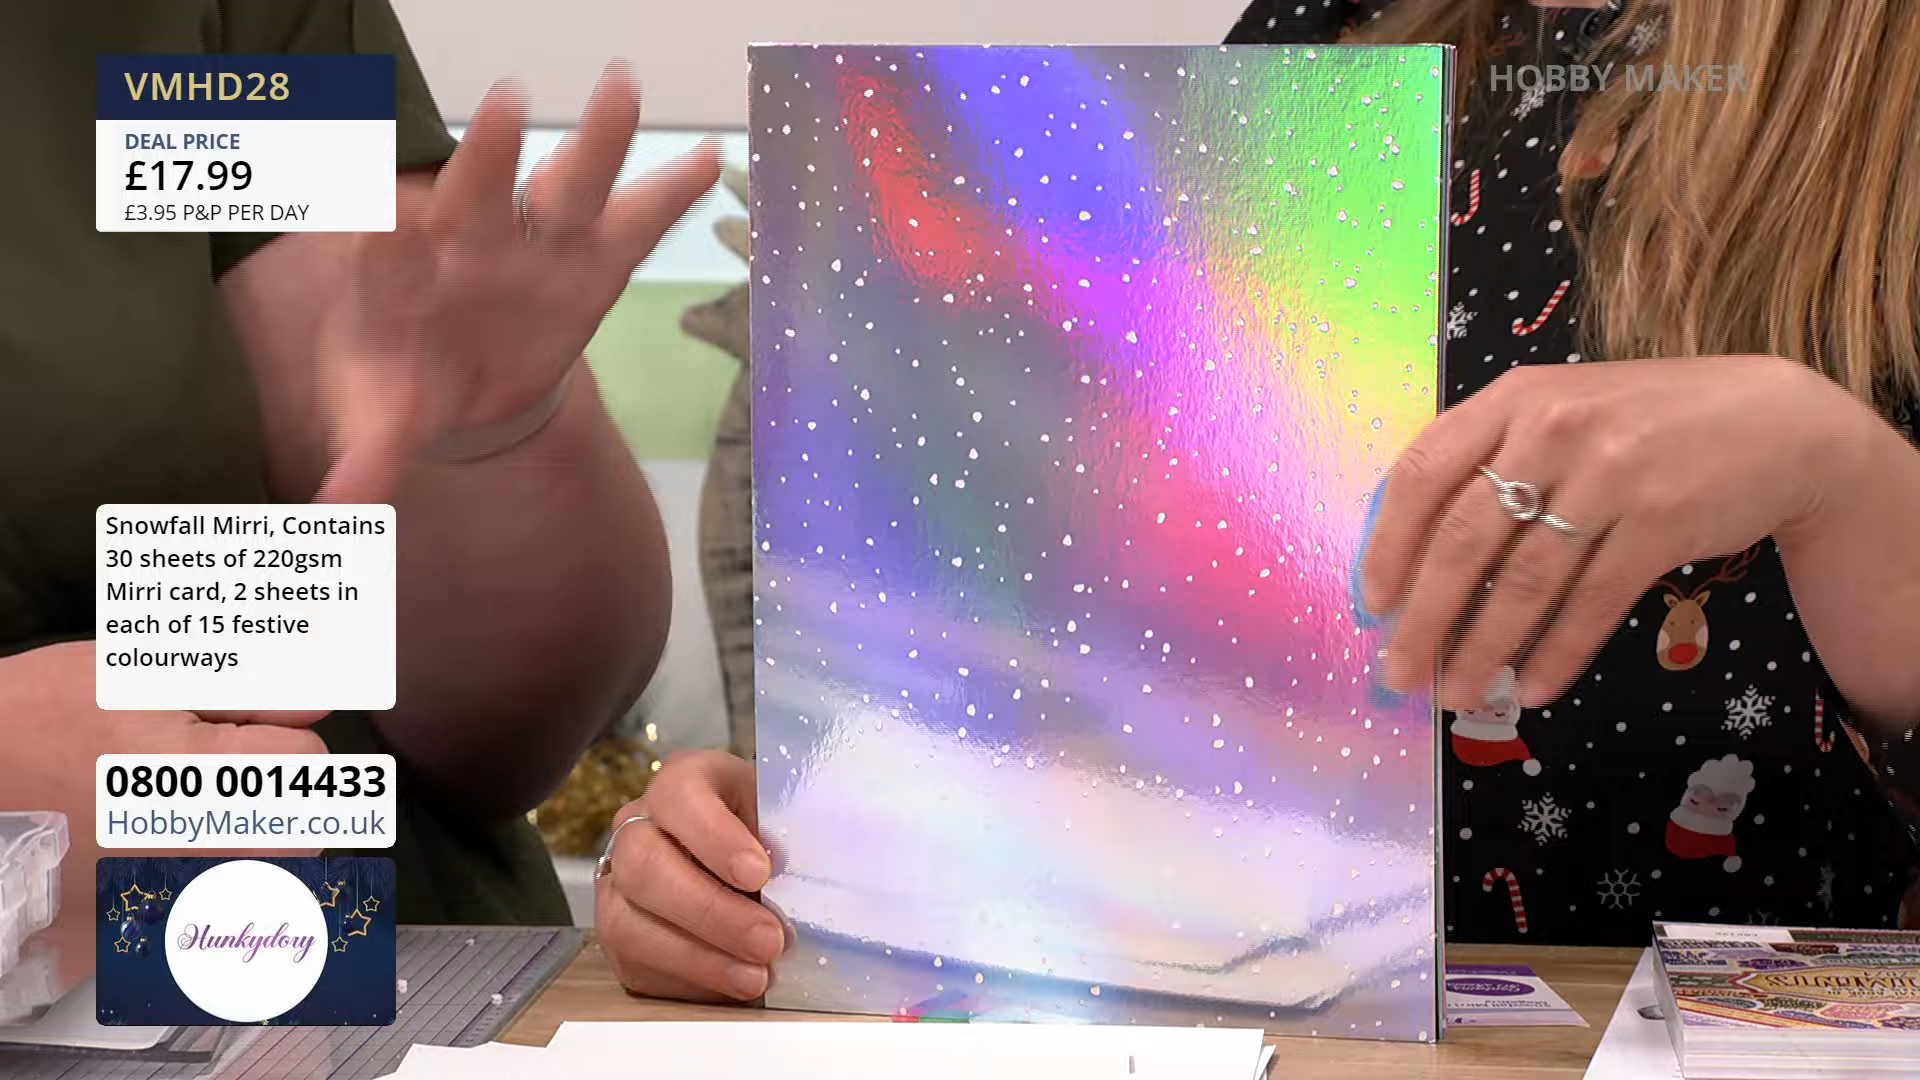 VMHD28
DEAL PRICE
£17.99
£3.95 P&P PER DAY
HOBBY MAKER
Snowfall Mirri, Contains
30 sheets of 220gsm
Mirri card, 2 sheets in
each of 15 festive
colourways
0800 0014433
HobbyMaker.co.uk
Hunkydory